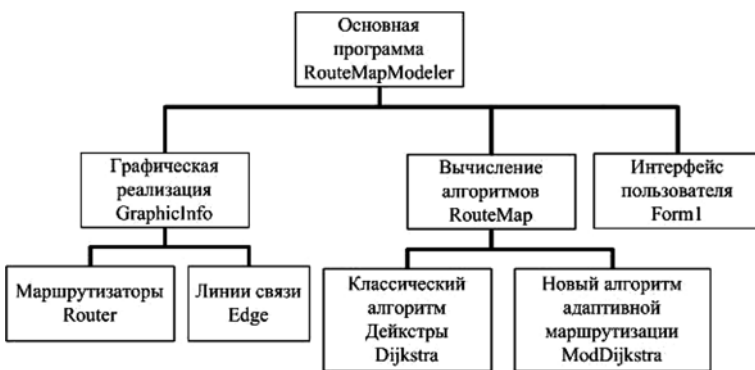 Основная
программа
RouteMapModeler
Графическая
реализация
GraphicInfo
Вычисление
алгоритмов
RouteMap
Интерфейс
пользователя
Form1
Маршрутизаторы
Router
Линии связи
Edge
Классический
алгоритм
Дейкстры
Dijkstra
Новый алгоритм
адаптивной
маршрутизации
ModDijkstra